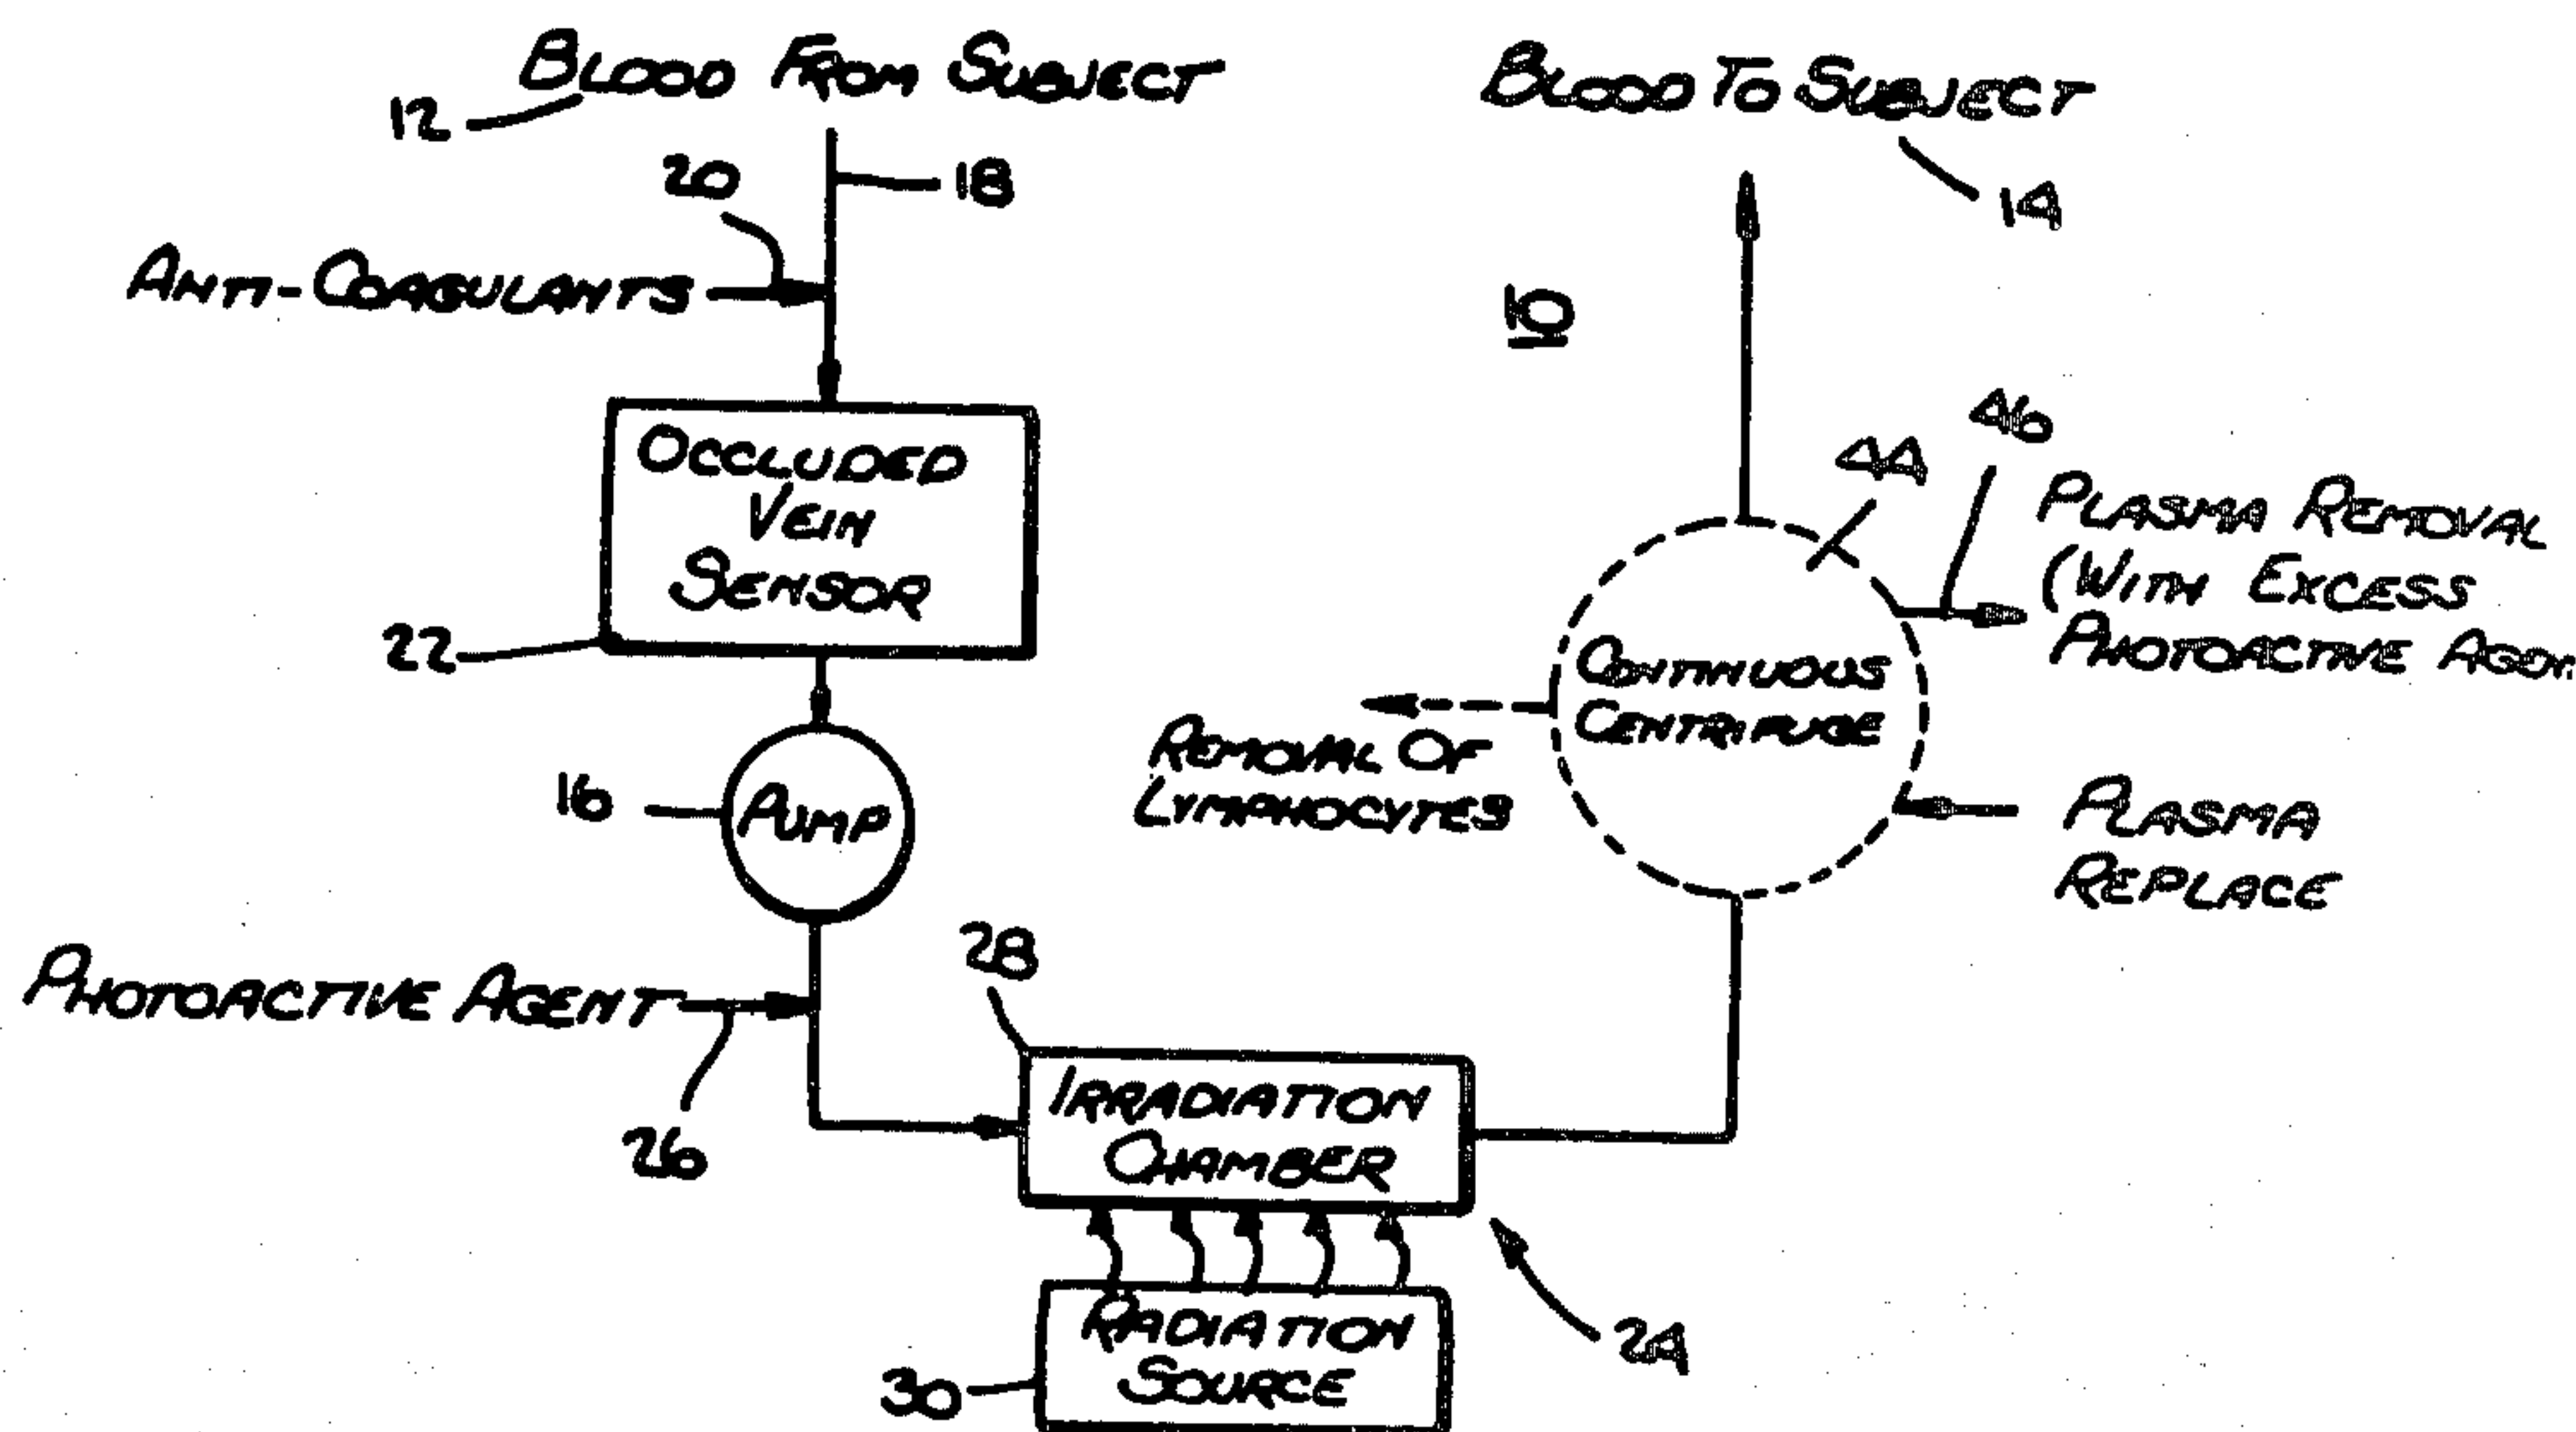 BLOOD FROM SUBJECT
12
18
20
ANTI-COAGULANTS
OCCLUDED
VEIN
SENSOR
22
PUMP
16
PHOTOACTIVE AGENT
26
28
IRRADIATION
CHAMBER
RADIATION
SOURCE
30
24
BLOOD TO SUBJECT
14
10
44
46
PLASMA REMOVAL
(WITH EXCESS
PHOTOACTIVE
CONTINUOUS
CENTRIFUGE
REMOVAL OF
LYMPHOCYTES
PLASMA
REPLACE